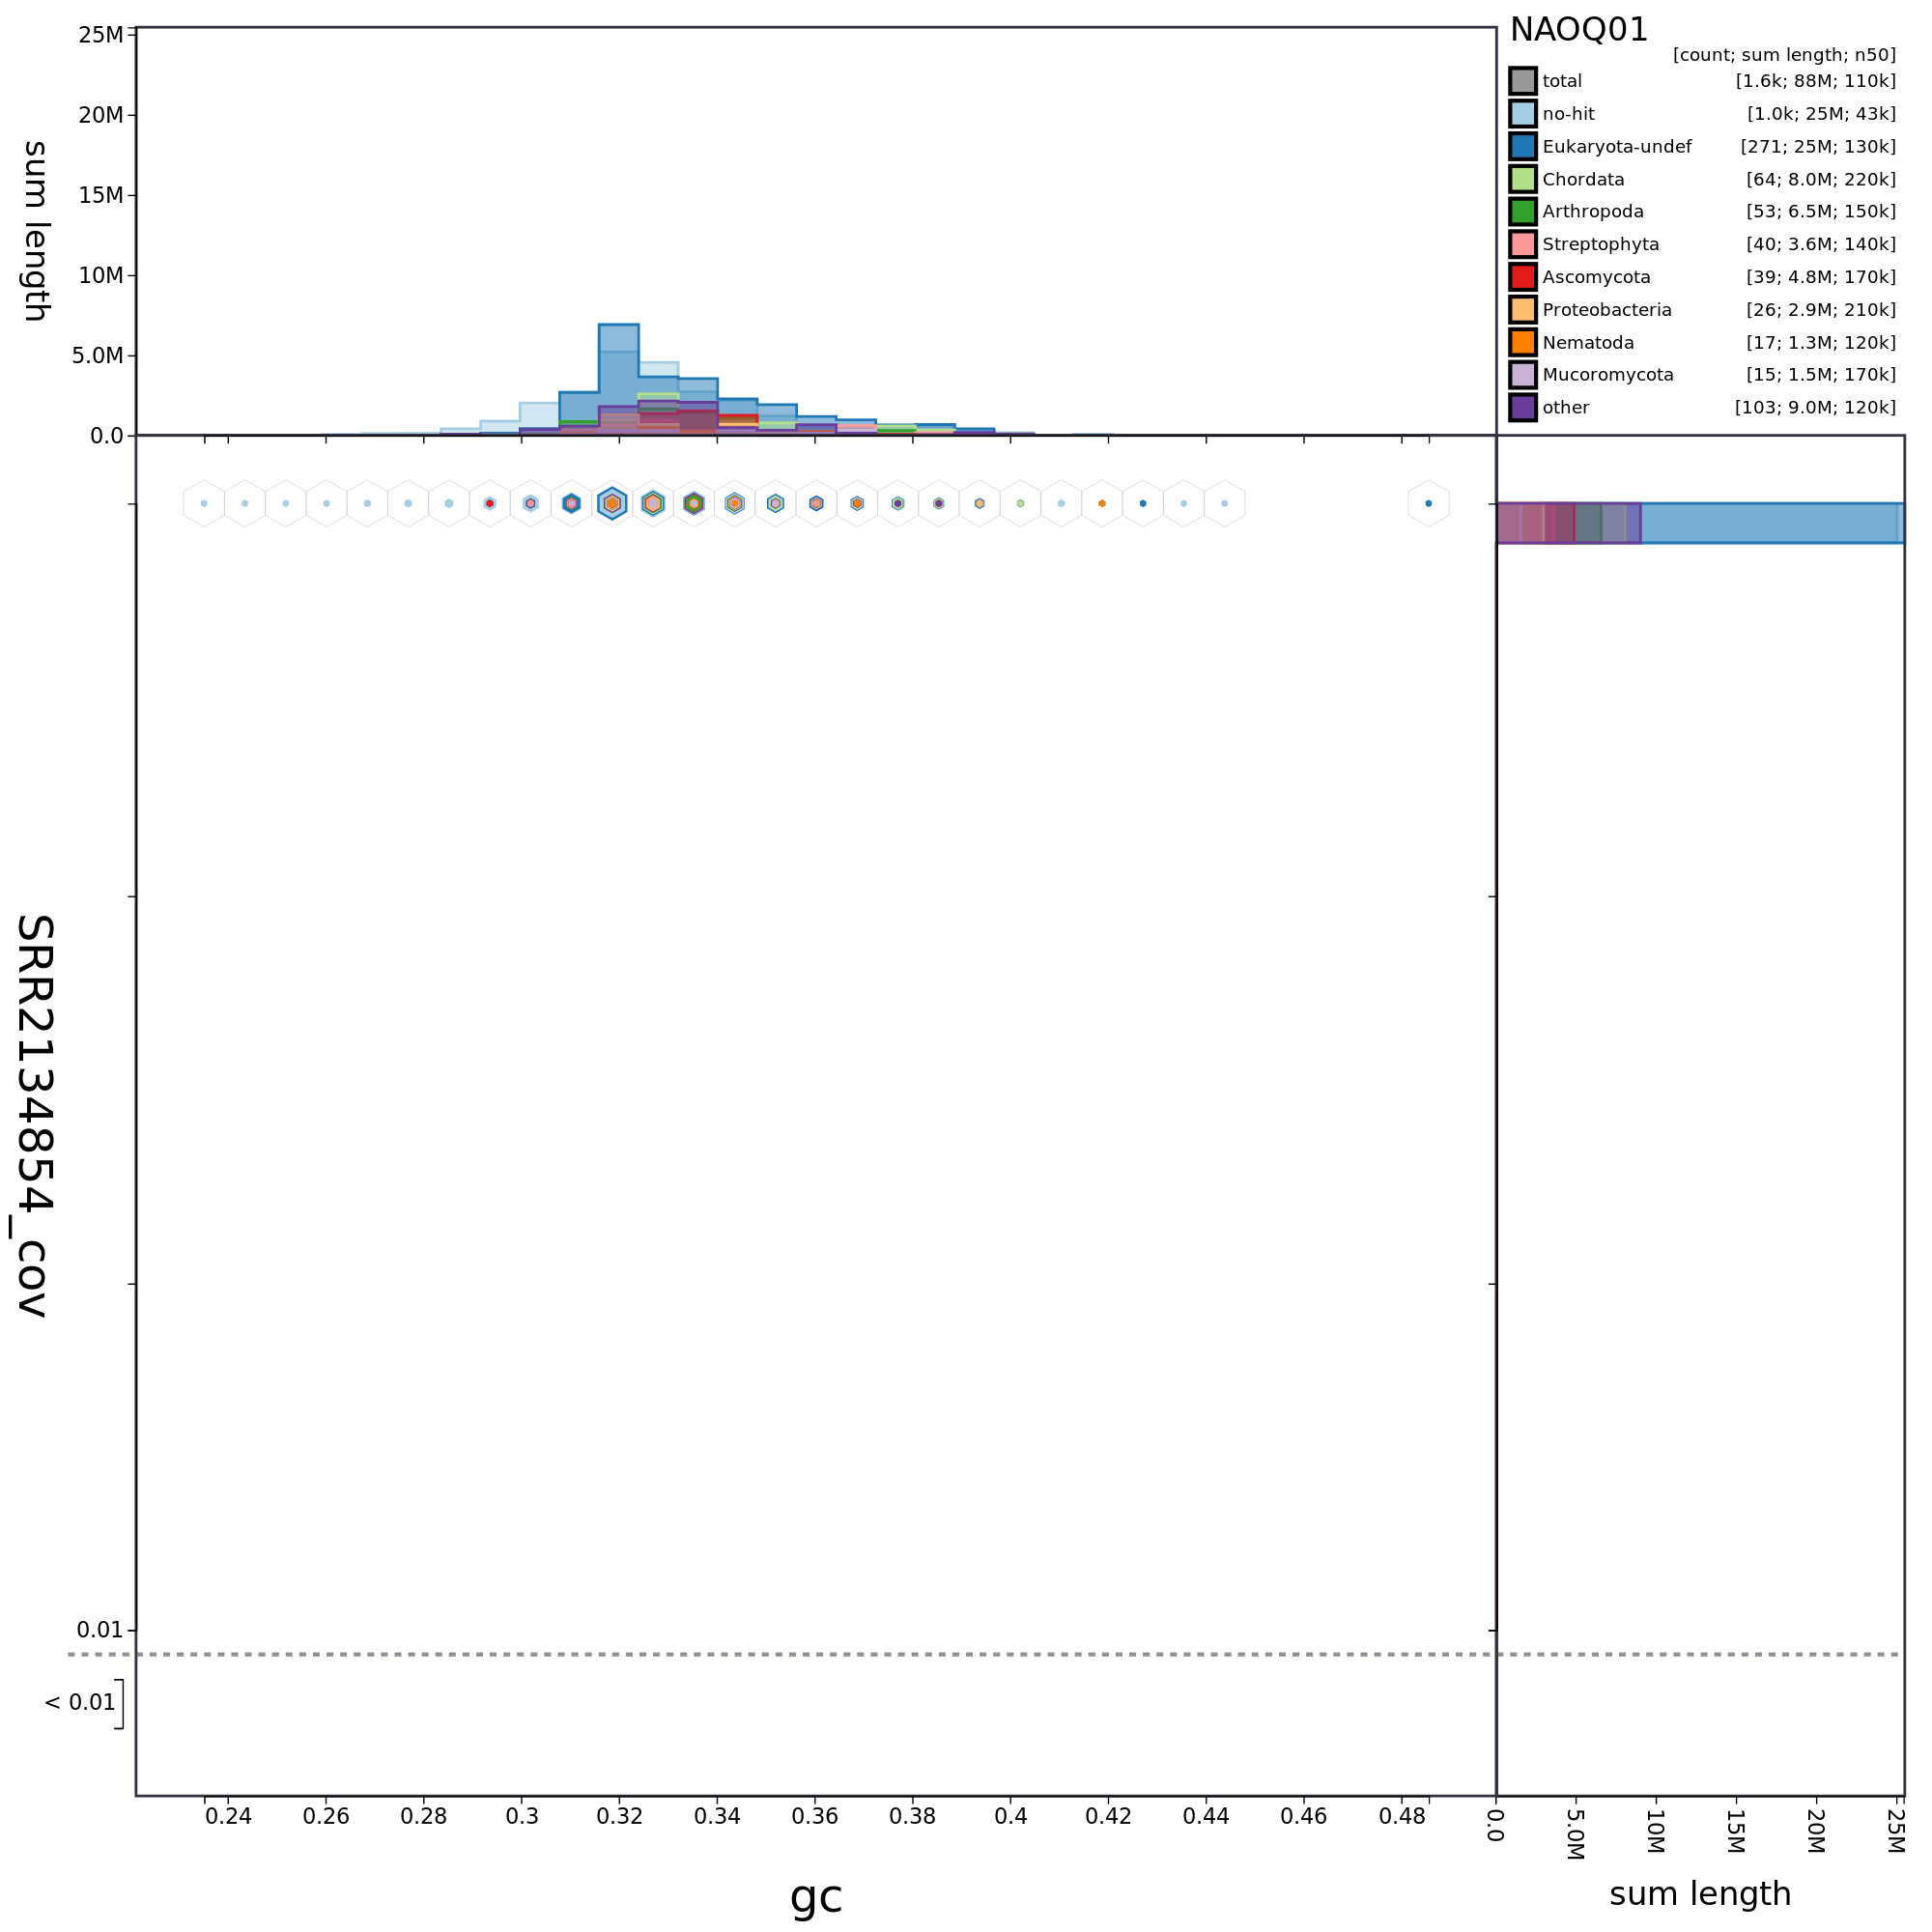 NAOQ01
[count; sum length; n50]
total [1.6k; 88M; 110k]
no-hit [1.0k; 25M; 43k]
Eukaryota-undef [271; 25M; 130k]
Chordata [64; 8.0M; 220k]
Arthropoda [53; 6.5M; 150k]
Streptophyta [40; 3.6M; 140k]
Ascomycota [39; 4.8M; 170k]
Proteobacteria [26; 2.9M; 210k]
Nematoda [17; 1.3M; 120k]
Mucoromycota [15; 1.5M; 170k]
other [103; 9.0M; 120k]
sum length
25M
20M
15M
10M
5.0M
0.0
SRR2134854_cov
0.01
< 0.01
0.24 0.26 0.28 0.3 0.32 0.34 0.36 0.38 0.4 0.42 0.44 0.46 0.48
gc
0.0 5.0M 10M 15M 20M 25M
sum length